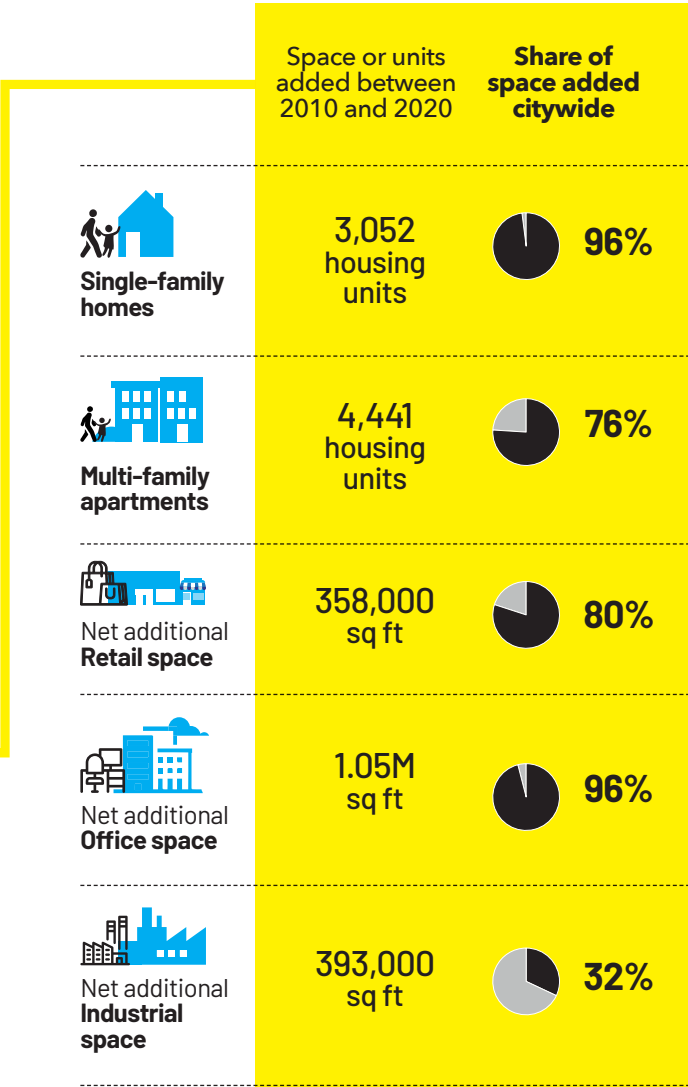 Space or units
added between
2010 and 2020
Share of
space added
citywide
Single-family
homes
3,052
housing
units
96%
Multi-family
apartments
4,441
housing
units
76%
Net additional
Retail space
358,000
sq ft
80%
Net additional
Office space
1.05M
sq ft
96%
Net additional
Industrial
space
393,000
sq ft
32%